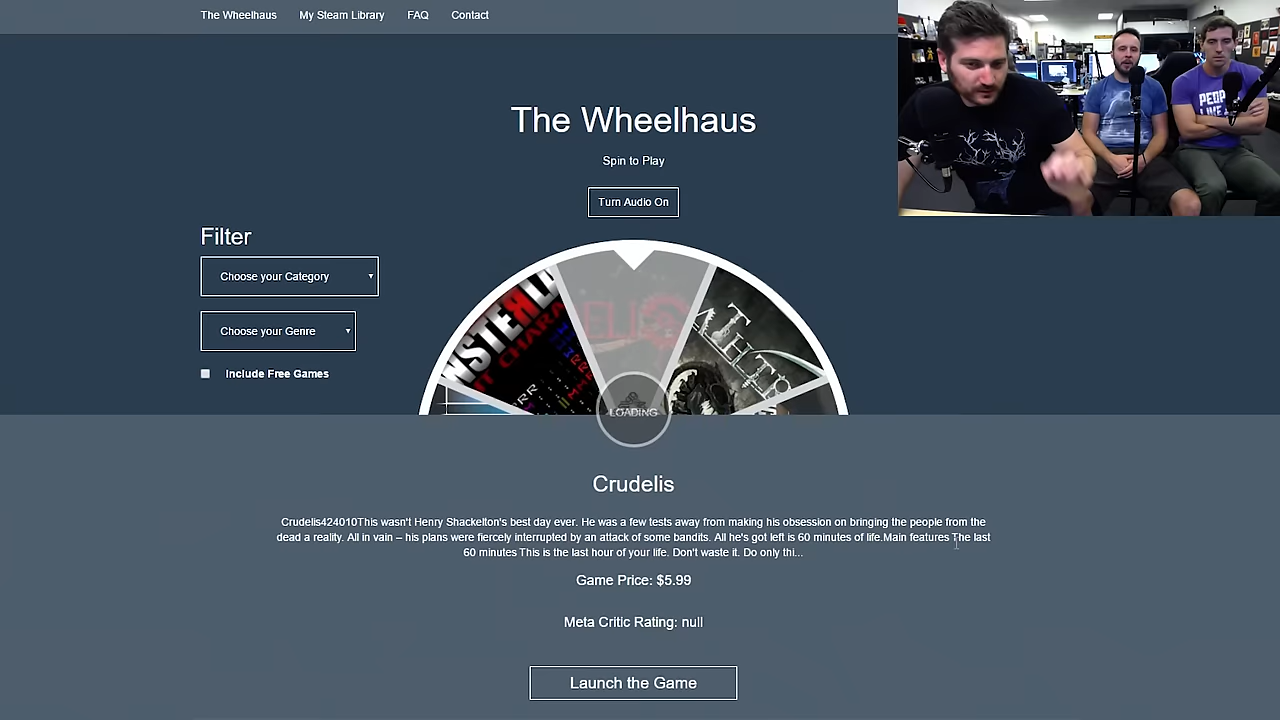 The Wheelhaus My Steam Library FAQ Contact
The Wheelhaus
Spin to Play
Turn Audio On
Filter
Choose your Category
Choose your Genre
Include Free Games
LOADING
Crudelis
Crudelis424010This wasn't Henry Shackelton's best day ever. He was a few tests away from making his obsession on bringing the people from the
dead a reality. All in vain – his plans were fiercely interrupted by an attack of some bandits. All he's got left is 60 minutes of life.Main features The last
60 minutes This is the last hour of your life. Don't waste it. Do only thi...
Game Price: $5.99
Meta Critic Rating: null
Launch the Game